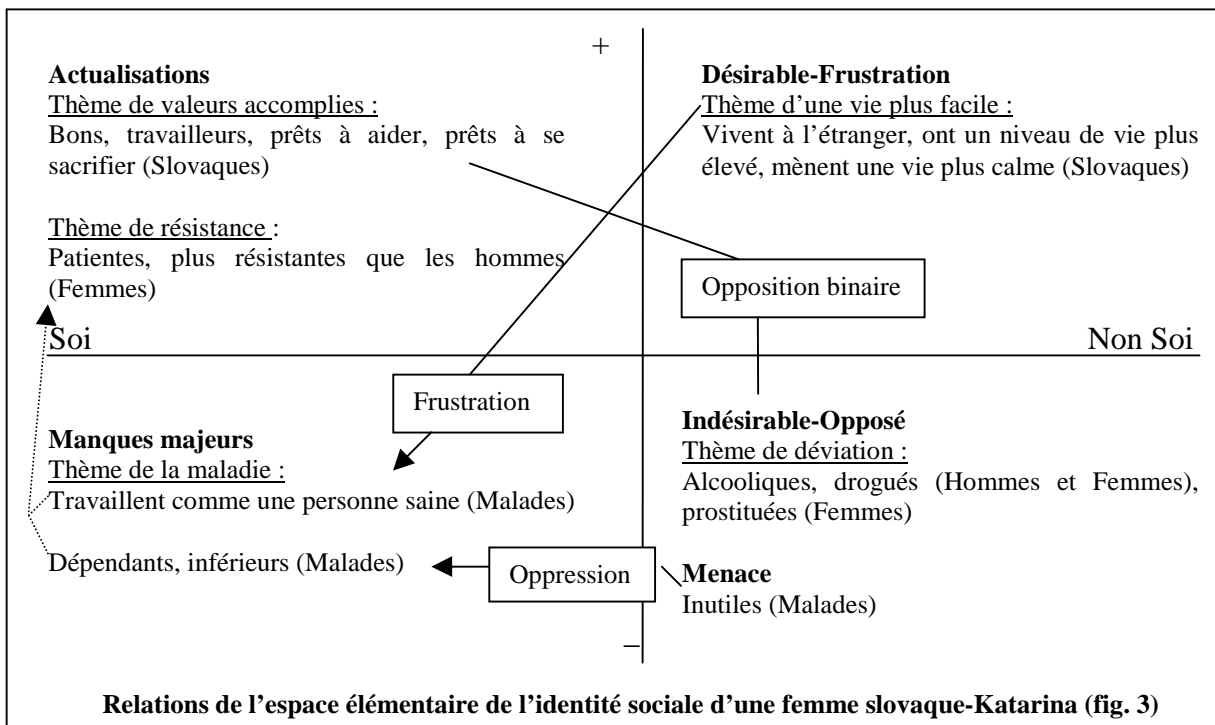 +
Actualisations
Thème de valeurs accomplies :
Bons, travailleurs, prêts à aider, prêts à se
sacrifier (Slovaques)
Thème de résistance :
Patientes, plus résistantes que les hommes
(Femmes)
Désirable-Frustration
Thème d’une vie plus facile :
Vivent à l’étranger, ont un niveau de vie plus
élevé, mènent une vie plus calme (Slovaques)
Opposition binaire
Soi
Non Soi
Frustration
Manques majeurs
Thème de la maladie :
Travaillent comme une personne saine (Malades)
Dépendants, inférieurs (Malades)
Oppression
Indésirable-Opposé
Thème de déviation :
Alcooliques, drogués (Hommes et Femmes),
prostituées (Femmes)
Menace
Inutiles (Malades)
–
Relations de l’espace élémentaire de l’identité sociale d’une femme slovaque-Katarina (fig. 3)